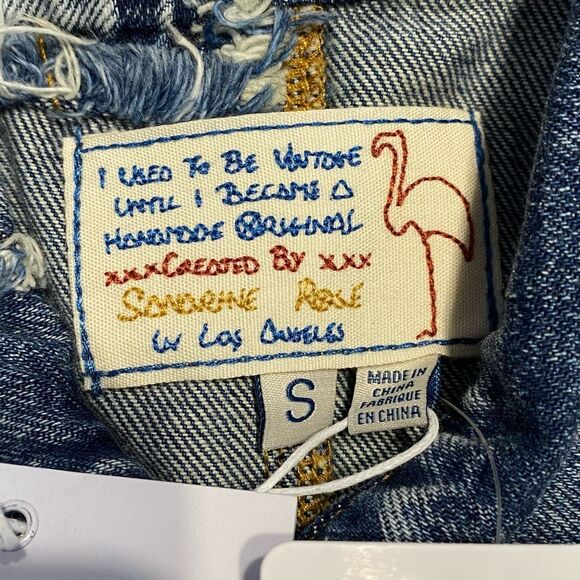 I USED TO BE VINTAGE
UNTIL I BECAME A
HANDMADE ORIGINAL
xxxCREATED BY xxx
SANDRINE ROSE
IN LOS ANGELES
S
MADE IN
CHINA
FABRIQUE
EN CHINA